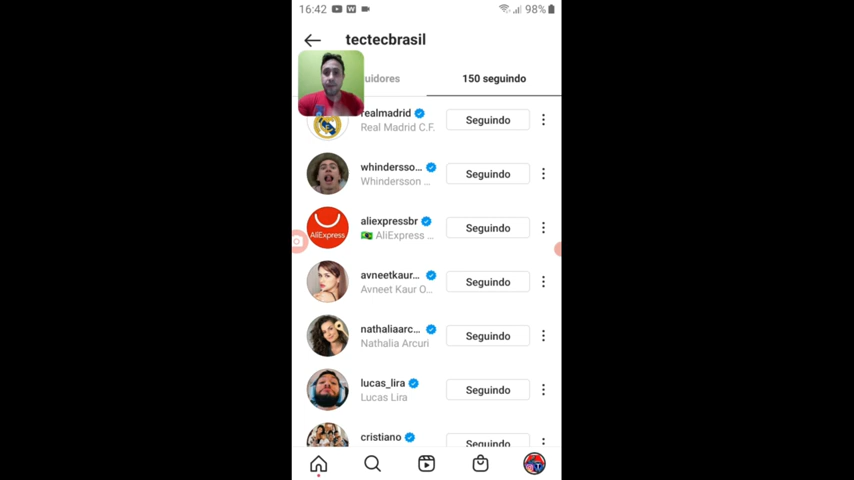 16:42 W 98%
tectecbrasil
uidores
150 seguindo
realmadrid
Real Madrid C.F.
Seguindo
whindersso...
Whindersson ...
Seguindo
AliExpress
aliexpressbr
AliExpress ...
Seguindo
avneetkaur...
Avneet Kaur O...
Seguindo
nathaliaarc...
Nathalia Arcuri
Seguindo
lucas_lira
Lucas Lira
Seguindo
cristiano
Seguindo